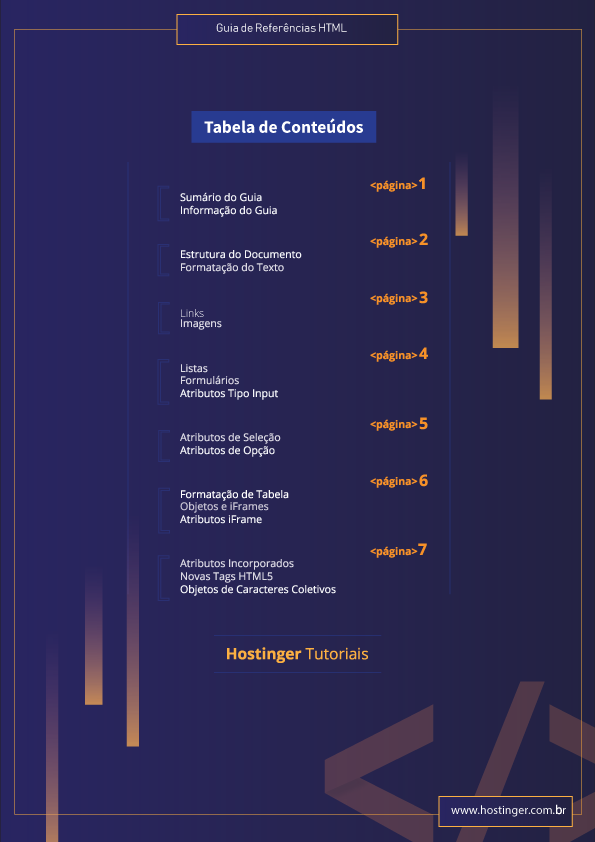 Guia de Referências HTML
Tabela de Conteúdos
<página>1
Sumário do Guia
Informação do Guia
<página>2
Estrutura do Documento
Formatação do Texto
<página>3
Links
Imagens
<página>4
Listas
Formulários
Atributos Tipo Input
<página>5
Atributos de Seleção
Atributos de Opção
<página>6
Formatação de Tabela
Objetos e iFrames
Atributos iFrame
<página>7
Atributos Incorporados
Novas Tags HTML5
Objetos de Caracteres Coletivos
Hostinger Tutoriais
</>
www.hostinger.com.br